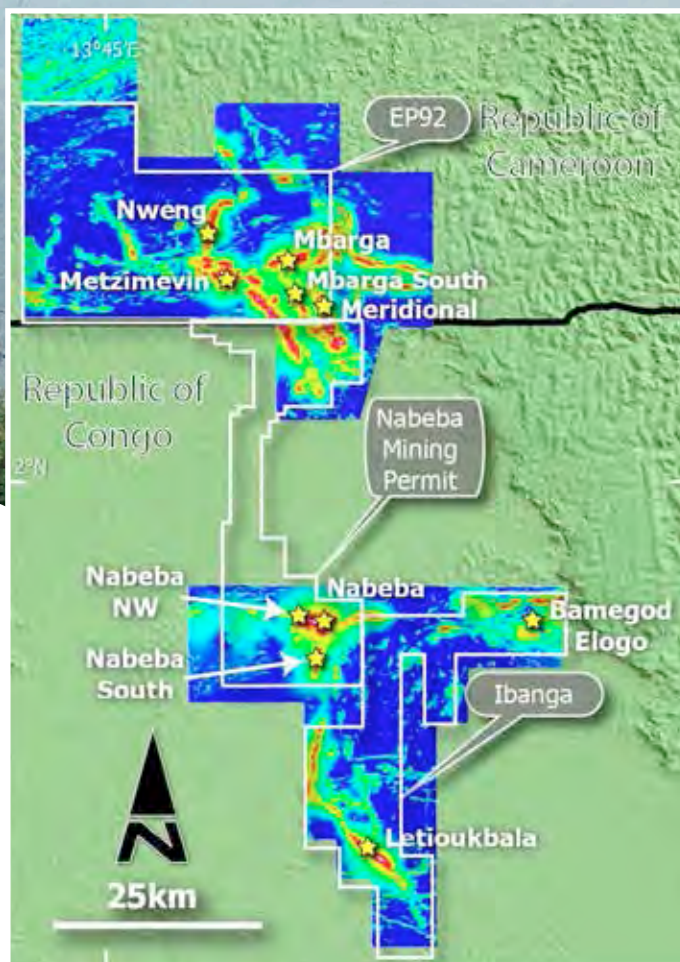 13°45'E
EP92
Republic of
Cameroon
Nweng
Mbarga
Metzimevin
Mbarga South
Meridional
Republic of
Congo
Nabeba
Mining
Permit
2°N
Nabeba
NW
Nabeba
Bamegod
Elogo
Nabeba
South
Ibanga
Letioukbala
N
25km